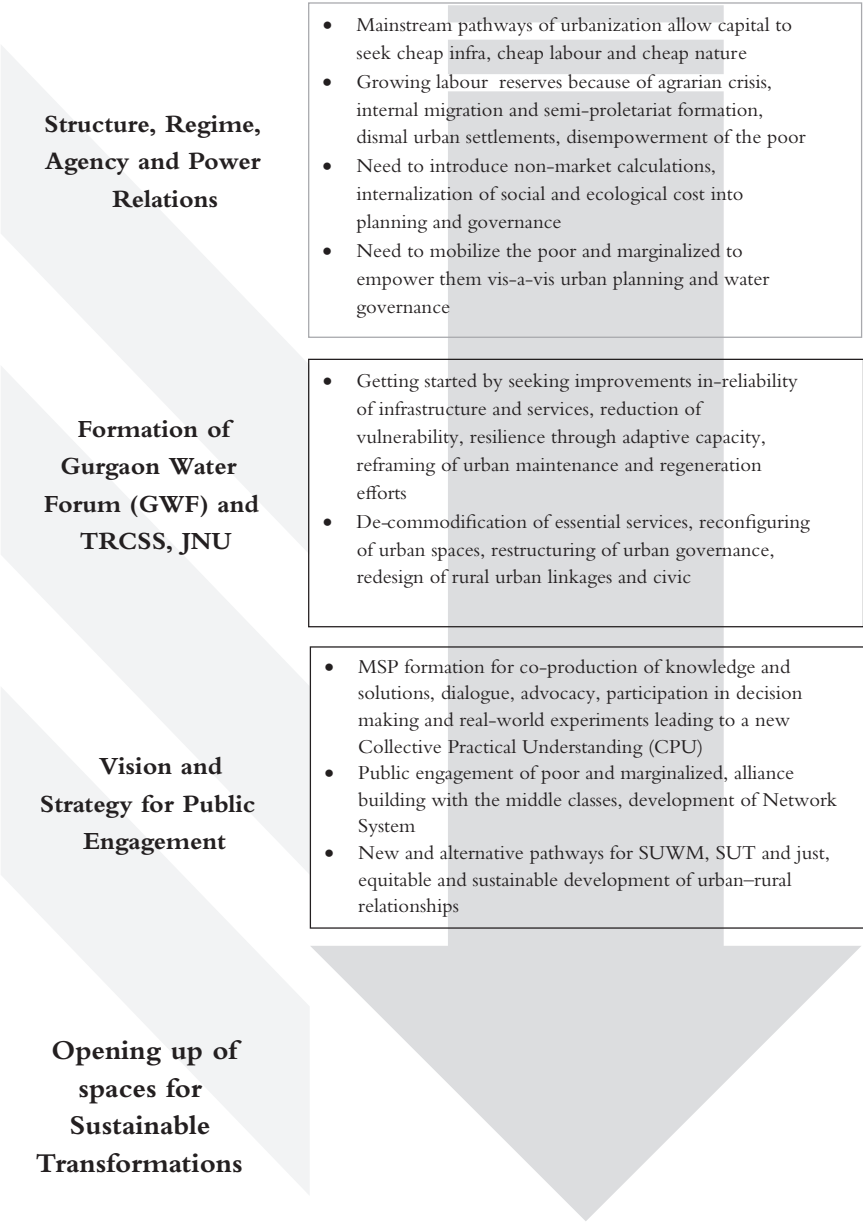 Structure, Regime,
Agency and Power
Relations
• Mainstream pathways of urbanization allow capital to
seek cheap infra, cheap labour and cheap nature
• Growing labour reserves because of agrarian crisis,
internal migration and semi-proletariat formation,
dismal urban settlements, disempowerment of the poor
• Need to introduce non-market calculations,
internalization of social and ecological cost into
planning and governance
• Need to mobilize the poor and marginalized to
empower them vis-a-vis urban planning and water
governance
Formation of
Gurgaon Water
Forum (GWF) and
TRCSS, JNU
• Getting started by seeking improvements in-reliability
of infrastructure and services, reduction of
vulnerability, resilience through adaptive capacity,
reframing of urban maintenance and regeneration
efforts
• De-commodification of essential services, reconfiguring
of urban spaces, restructuring of urban governance,
redesign of rural urban linkages and civic
Vision and
Strategy for Public
Engagement
• MSP formation for co-production of knowledge and
solutions, dialogue, advocacy, participation in decision
making and real-world experiments leading to a new
Collective Practical Understanding (CPU)
• Public engagement of poor and marginalized, alliance
building with the middle classes, development of Network
System
• New and alternative pathways for SUWM, SUT and just,
equitable and sustainable development of urban–rural
relationships
Opening up of
spaces for
Sustainable
Transformations